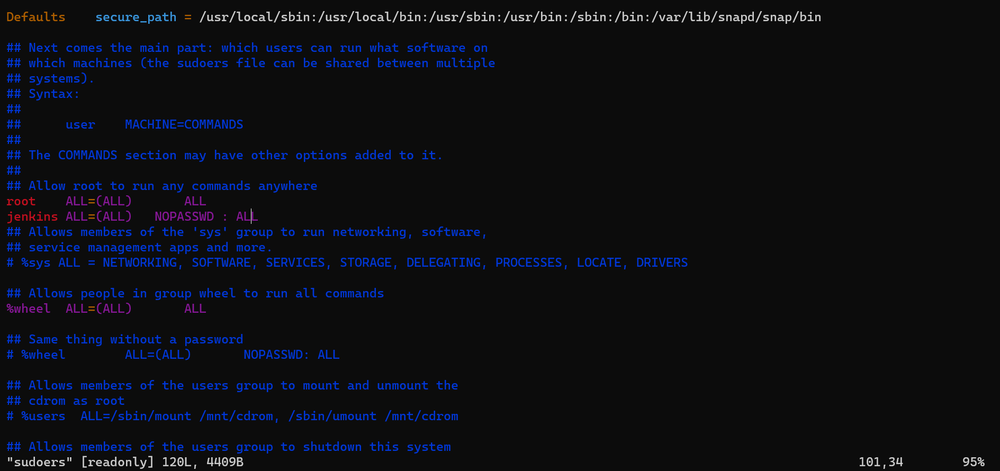 Defaults    secure_path = /usr/local/sbin:/usr/local/bin:/usr/sbin:/usr/bin:/sbin:/bin:/var/lib/snapd/snap/bin
## Next comes the main part: which users can run what software on
## which machines (the sudoers file can be shared between multiple
## systems).
## Syntax:
##
##      user    MACHINE=COMMANDS
##
## The COMMANDS section may have other options added to it.
##
## Allow root to run any commands anywhere
root    ALL=(ALL)       ALL
jenkins ALL=(ALL)   NOPASSWD : ALL
## Allows members of the 'sys' group to run networking, software,
## service management apps and more.
# %sys ALL = NETWORKING, SOFTWARE, SERVICES, STORAGE, DELEGATING, PROCESSES, LOCATE, DRIVERS
## Allows people in group wheel to run all commands
%wheel  ALL=(ALL)       ALL
## Same thing without a password
# %wheel        ALL=(ALL)       NOPASSWD: ALL
## Allows members of the users group to mount and unmount the
## cdrom as root
# %users  ALL=/sbin/mount /mnt/cdrom, /sbin/umount /mnt/cdrom
## Allows members of the users group to shutdown this system
"sudoers" [readonly] 120L, 4409B    101,34    95%